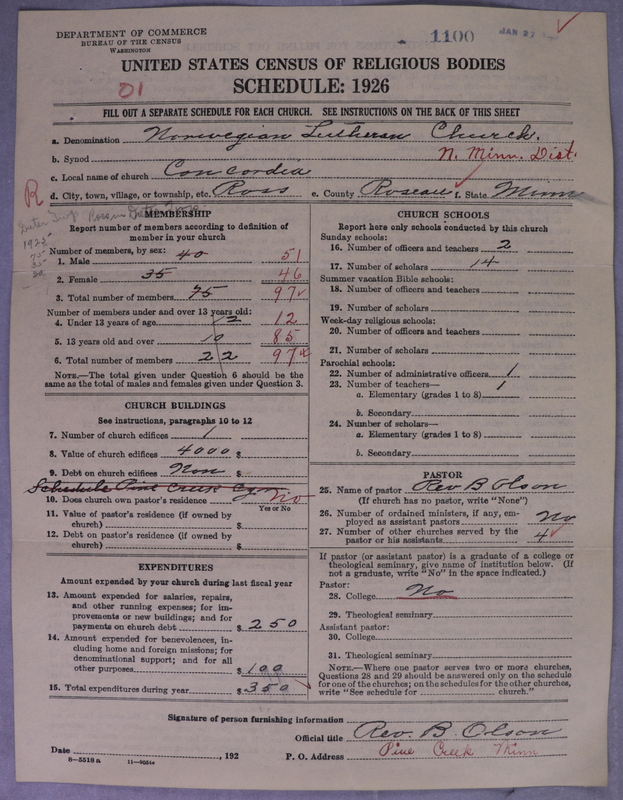 DEPARTMENT OF COMMERCE
BUREAU OF THE CENSUS
WASHINGTON
1100
JAN 27
UNITED STATES CENSUS OF RELIGIOUS BODIES
01
SCHEDULE: 1926
FILL OUT A SEPARATE SCHEDULE FOR EACH CHURCH. SEE INSTRUCTIONS ON THE BACK OF THIS SHEET
a. Denomination Norwegian Lutheran Church.
b. Synod N. Minn. Dist.
c. Local name of church Concordia
R
d. City, town, village, or township, etc. Ross e. County Roseau f. State Minn
1925
MEMBERSHIP
Report number of members according to definition of
member in your church
Number of members, by sex:
1. Male 40 51
2. Female 35 46
3. Total number of members 75 97
Number of members under and over 13 years old:
4. Under 13 years of age 12 12
5. 13 years old and over 10 85
6. Total number of members 22 97
NOTE.—The total given under Question 6 should be
same as the total of males and females given under Question 3.
CHURCH BUILDINGS
See instructions, paragraphs 10 to 12
7. Number of church edifices 1
8. Value of church edifices 4000 $
9. Debt on church edifices Non $
Schedule Pine Creek Cgn
10. Does church own pastor's residence No
Yes or No
11. Value of pastor's residence (if owned by
church) $
12. Debt on pastor's residence (if owned by
church) $
EXPENDITURES
Amount expended by your church during last fiscal year
13. Amount expended for salaries, repairs,
and other running expenses; for im-
provements or new buildings; and for
payments on church debt $ 250
14. Amount expended for benevolences, in-
cluding home and foreign missions; for
denominational support; and for all
other purposes $ 100
15. Total expenditures during year $ 350
CHURCH SCHOOLS
Report here only schools conducted by this church
Sunday schools:
16. Number of officers and teachers 2
17. Number of scholars 14
Summer vacation Bible schools:
18. Number of officers and teachers
19. Number of scholars
Week-day religious schools:
20. Number of officers and teachers
21. Number of scholars
Parochial schools:
22. Number of administrative officers 1
23. Number of teachers— 1
a. Elementary (grades 1 to 8)
b. Secondary
24. Number of scholars—
a. Elementary (grades 1 to 8)
b. Secondary
PASTOR
25. Name of pastor Rev B Olson
(If church has no pastor, write "None")
26. Number of ordained ministers, if any, em-
ployed as assistant pastors No
27. Number of other churches served by the
pastor or his assistants 4
If pastor (or assistant pastor) is a graduate of a college or
theological seminary, give name of institution below. (If
not a graduate, write "No" in the space indicated.)
Pastor:
28. College No
29. Theological seminary
Assistant pastor:
30. College
31. Theological seminary
NOTE.—Where one pastor serves two or more churches,
Questions 28 and 29 should be answered only on the schedule
for one of the churches; on the schedules for the other churches,
write "See schedule for church."
Signature of person furnishing information
Official title Rev. B. Olson
Date , 192 P. O. Address Pine Creek Minn
8—5518 a